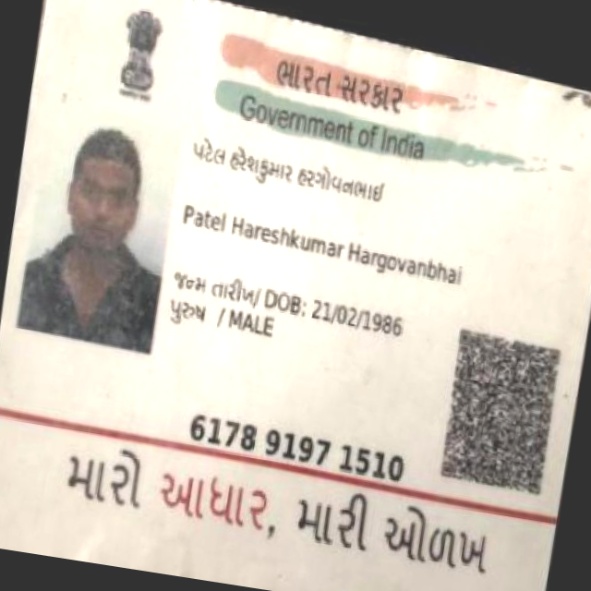 ભારત સરકાર
Government of India
પટેલ હરેશકુમાર હરગોવનભાઈ
Patel Hareshkumar Hargovanbhai
જન્મ તારીખ/ DOB: 21/02/1986
પુરુષ / MALE
6178 9197 1510
મારો આધાર, મારી ઓળખ